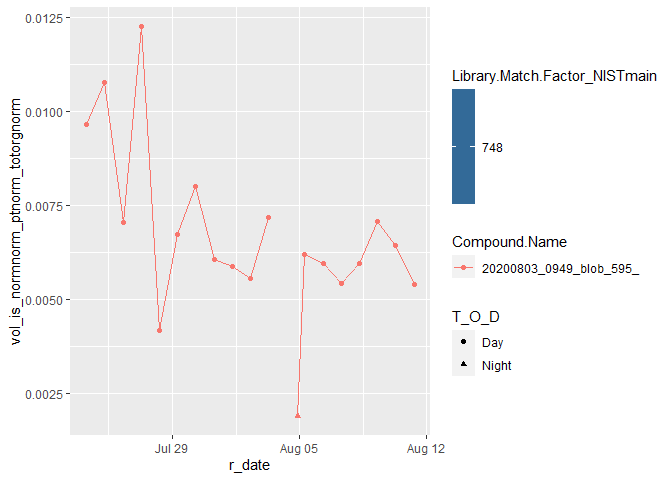 0.0125
0.0100
0.0075
0.0050
0.0025
vol_is_normnorm_ptnorm_totorgnorm
Jul 29
Aug 05
Aug 12
r_date
Library.Match.Factor_NISTmain
748
Compound.Name
20200803_0949_blob_595_
T_O_D
Day
Night